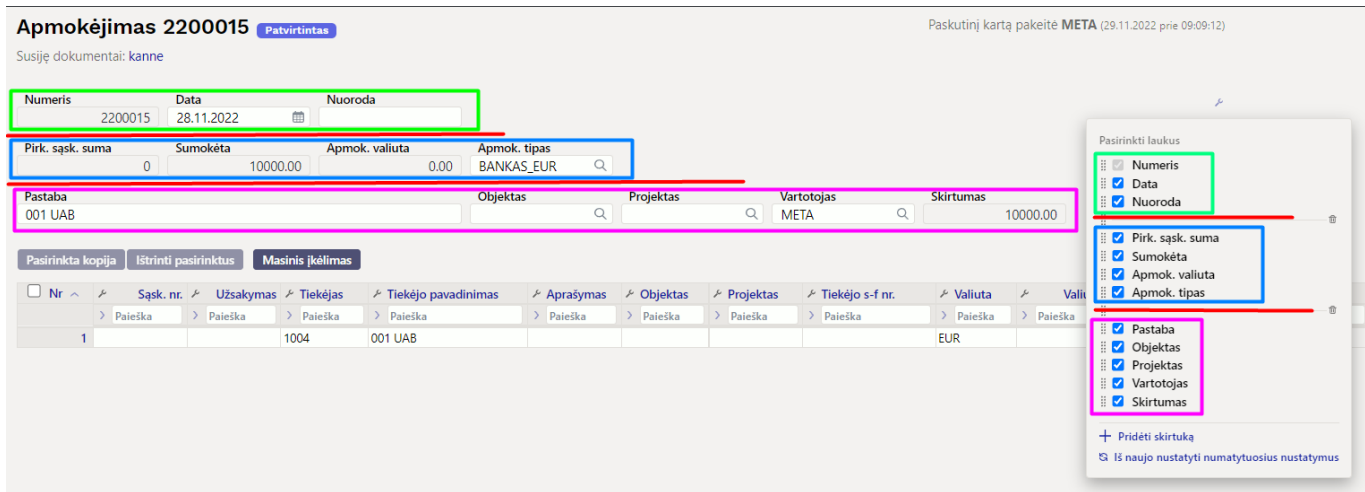 Apmokėjimas 2200015 Patvirtintas
Paskutinį kartą pakeitė META (29.11.2022 prie 09:09:12)
Susiję dokumentai: kanne
Numeris Data Nuoroda
2200015 28.11.2022
Pirk. sąsk. suma Sumokėta Apmok. valiuta Apmok. tipas
0 10000.00 0.00 BANKAS_EUR
Pastaba Objektas Projektas Vartotojas Skirtumas
001 UAB META 10000.00
Pasirinkta kopija Ištrinti pasirinktus Masinis įkėlimas
Nr Sąsk. nr. Užsakymas Tiekėjas Tiekėjo pavadinimas Aprašymas Objektas Projektas Tiekėjo s-f nr. Valiuta
Paieška Paieška Paieška Paieška Paieška Paieška Paieška Paieška Paieška Paieška
1 1004 001 UAB EUR
Pasirinkti laukus
Numeris
Data
Nuoroda
Pirk. sąsk. suma
Sumokėta
Apmok. valiuta
Apmok. tipas
Pastaba
Objektas
Projektas
Vartotojas
Skirtumas
Pridėti skirtuką
Iš naujo nustatyti numatytuosius nustatymus